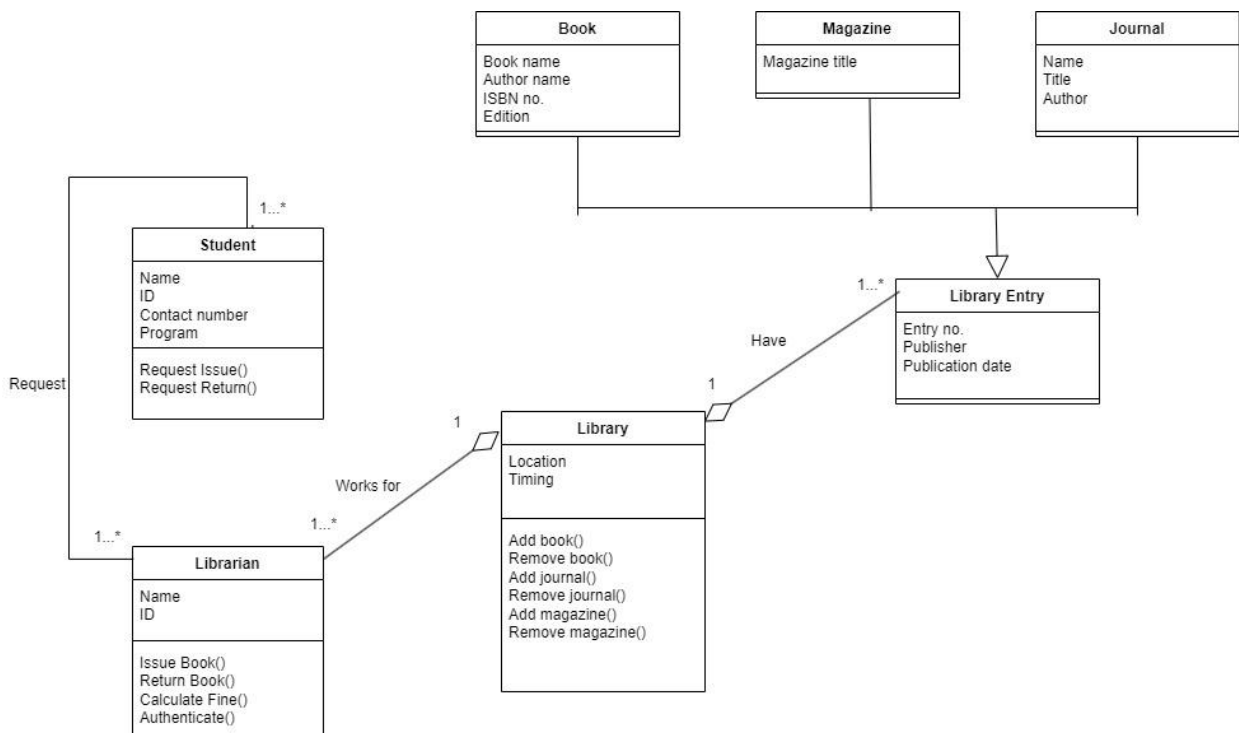 Book
Book name
Author name
ISBN no.
Edition
Magazine
Magazine title
Journal
Name
Title
Author
1...*
Student
Name
ID
Contact number
Program
Request Issue()
Request Return()
Request
1...*
Library Entry
Entry no.
Publisher
Publication date
Have
1
1
Library
Location
Timing
Add book()
Remove book()
Add journal()
Remove journal()
Add magazine()
Remove magazine()
Works for
1...*
1...*
Librarian
Name
ID
Issue Book()
Return Book()
Calculate Fine()
Authenticate()